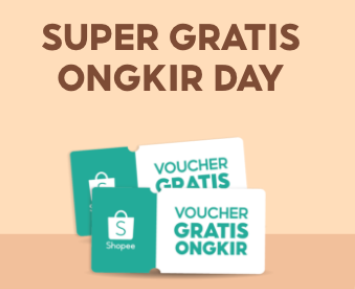 SUPER GRATIS
ONGKIR DAY
VOUCHER
GRATIS
S
Shopee
VOUCHER
GRATIS
ONGKIR